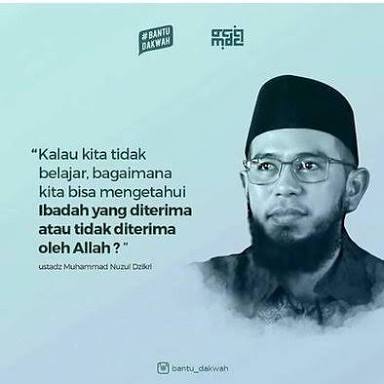 #BANTU
DAKWAH
"Kalau kita tidak
belajar, bagaimana
kita bisa mengetahui
Ibadah yang diterima
atau tidak diterima
oleh Allah?"
ustadz Muhammad Nuzul Dzikri
bantu_dakwah